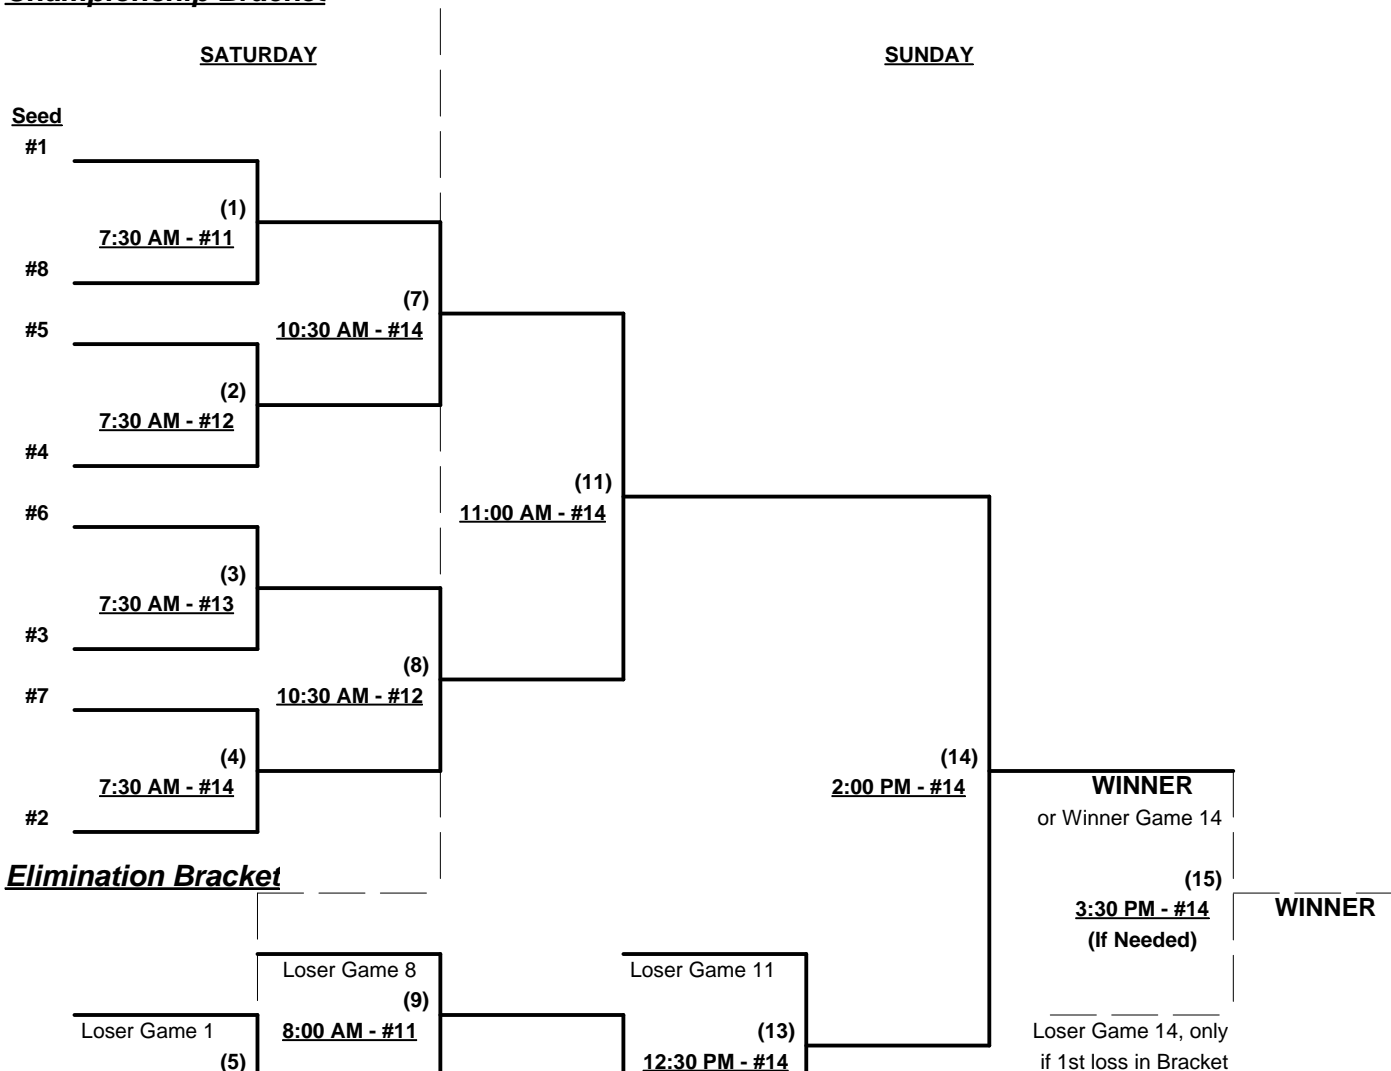 Championship Bracket
SATURDAY
SUNDAY
Seed
#1
(1)
7:30 AM - #11
#8
(7)
#5
10:30 AM - #14
(2)
7:30 AM - #12
#4
(11)
#6
11:00 AM - #14
(3)
7:30 AM - #13
#3
(8)
#7
10:30 AM - #12
(4)
(14)
7:30 AM - #14
2:00 PM - #14
WINNER
#2
or Winner Game 14
Elimination Bracket
(15)
3:30 PM - #14
WINNER
(If Needed)
Loser Game 8
Loser Game 11
(9)
Loser Game 1
8:00 AM - #11
(13)
Loser Game 14, only
(5)
12:30 PM - #14
if 1st loss in Bracket